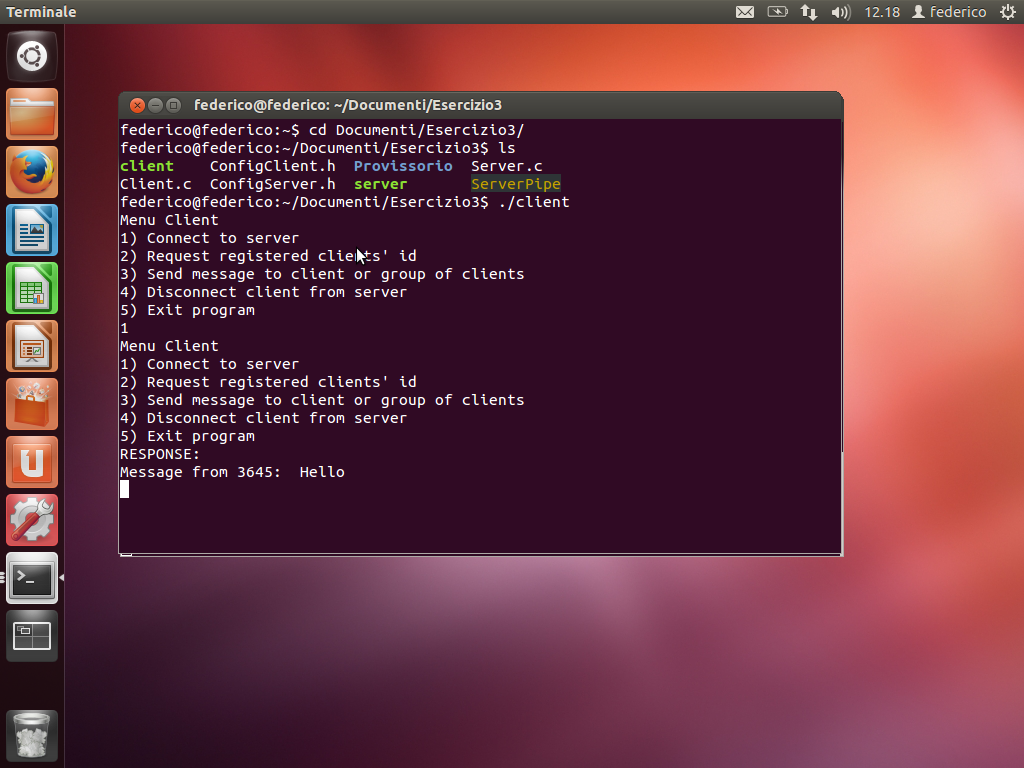 Terminale
12.18 federico
federico@federico: ~/Documenti/Esercizio3
federico@federico:~$ cd Documenti/Esercizio3/
federico@federico:~/Documenti/Esercizio3$ ls
client ConfigClient.h Provissorio Server.c
Client.c ConfigServer.h server ServerPipe
federico@federico:~/Documenti/Esercizio3$ ./client
Menu Client
1) Connect to server
2) Request registered clients' id
3) Send message to client or group of clients
4) Disconnect client from server
5) Exit program
1
Menu Client
1) Connect to server
2) Request registered clients' id
3) Send message to client or group of clients
4) Disconnect client from server
5) Exit program
RESPONSE:
Message from 3645: Hello